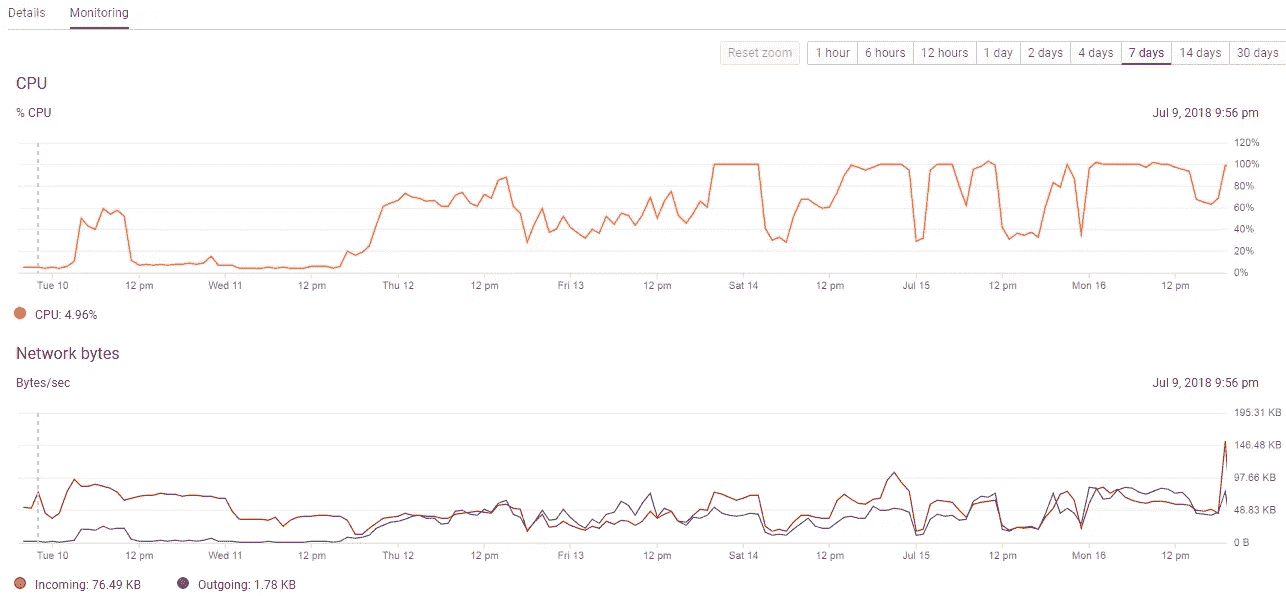 Details Monitoring
Reset zoom 1 hour 6 hours 12 hours 1 day 2 days 4 days 7 days 14 days 30 days
CPU
% CPU Jul 9, 2018 9:56 pm
120%
100%
80%
60%
40%
20%
0%
Tue 10 12 pm Wed 11 12 pm Thu 12 12 pm Fri 13 12 pm Sat 14 12 pm Jul 15 12 pm Mon 16 12 pm
CPU: 4.96%
Network bytes
Bytes/sec Jul 9, 2018 9:56 pm
195.31 KB
146.48 KB
97.66 KB
48.83 KB
0 B
Tue 10 12 pm Wed 11 12 pm Thu 12 12 pm Fri 13 12 pm Sat 14 12 pm Jul 15 12 pm Mon 16 12 pm
Incoming: 76.49 KB Outgoing: 1.78 KB